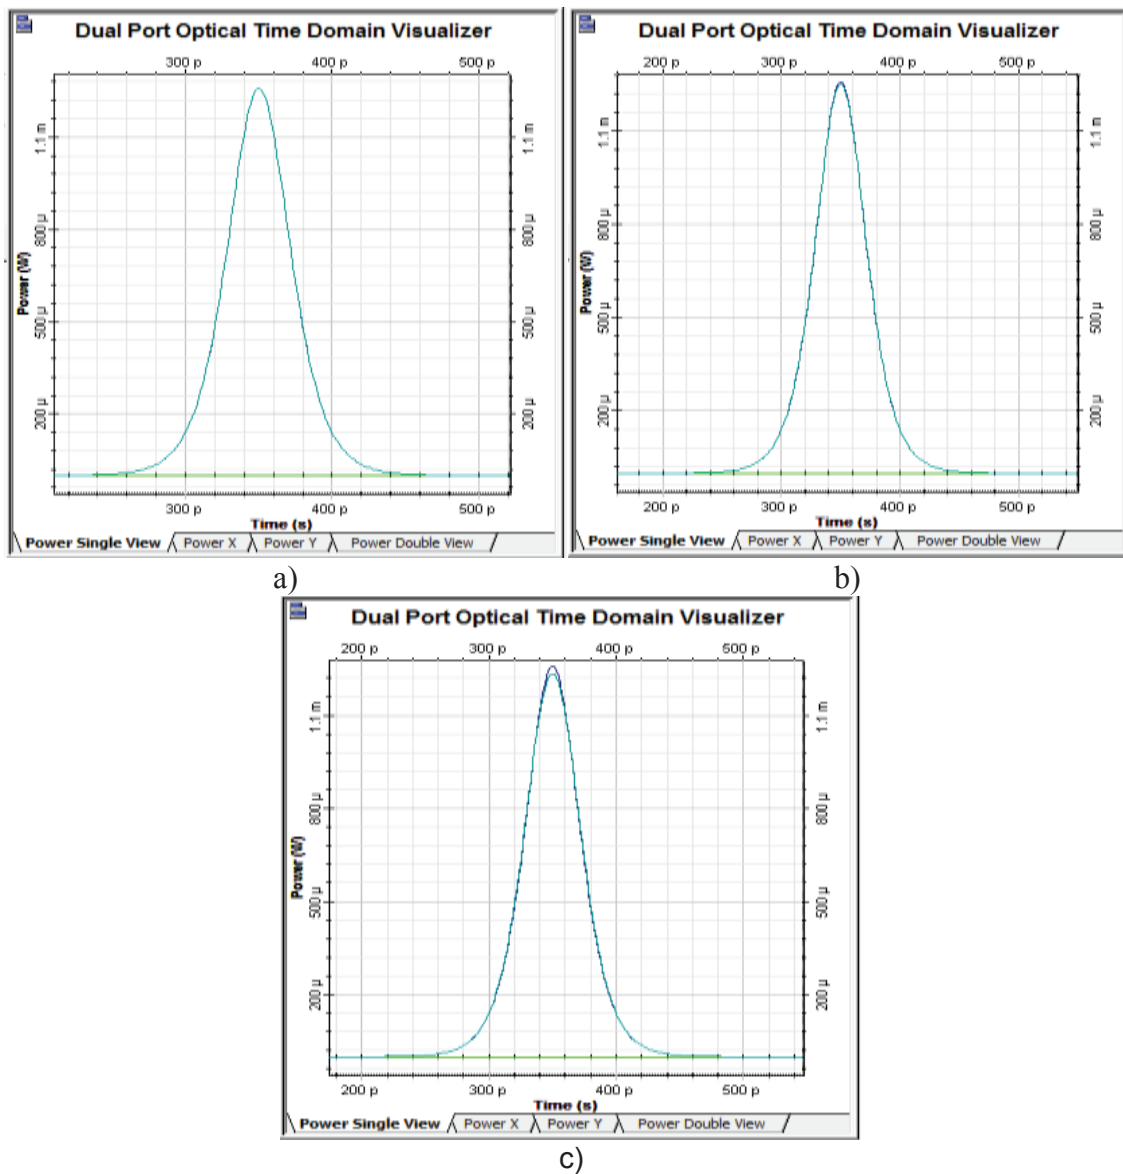 Dual Port Optical Time Domain Visualizer
300 p 400 p 500 p
1.1 m 1.1 m
800 µ 800 µ
Power (W)
500 µ 500 µ
200 µ 200 µ
300 p 400 p 500 p
Time (s)
Power Single View Power X Power Y Power Double View
a)
Dual Port Optical Time Domain Visualizer
200 p 300 p 400 p 500 p
1.1 m 1.1 m
800 µ 800 µ
Power (W)
500 µ 500 µ
200 µ 200 µ
200 p 300 p 400 p 500 p
Time (s)
Power Single View Power X Power Y Power Double View
b)
Dual Port Optical Time Domain Visualizer
200 p 300 p 400 p 500 p
1.1 m 1.1 m
800 µ 800 µ
Power (W)
500 µ 500 µ
200 µ 200 µ
200 p 300 p 400 p 500 p
Time (s)
Power Single View Power X Power Y Power Double View
c)